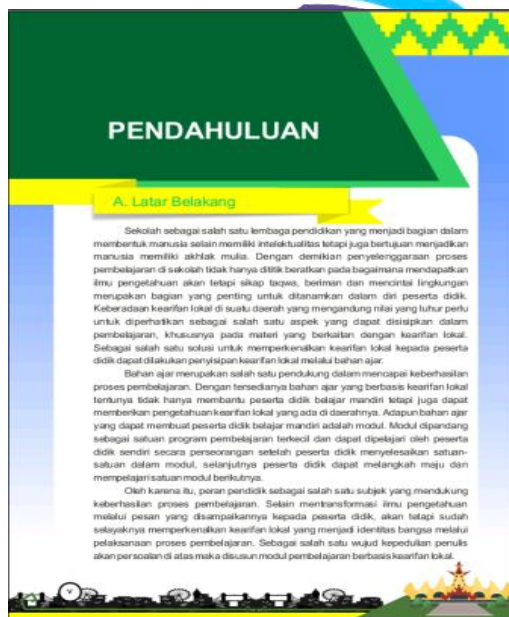 PENDAHULUAN
A. Latar Belakang
Sekolah sebagai salah satu lembaga pendidikan yang menjadi bagian dalam
membentuk manusia selain memiliki intelektualitas tetapi juga bertujuan menjadikan
manusia memiliki akhlak mulia. Dengan demikian penyelenggaraan proses
pembelajaran di sekolah tidak hanya dititik beratkan pada bagaimana mendapatkan
ilmu pengetahuan akan tetapi sikap taqwa, beriman dan mencintai lingkungan
merupakan bagian yang penting untuk ditanamkan dalam diri peserta didik.
Keberadaan kearifan lokal di suatu daerah yang mengandung nilai yang luhur perlu
untuk diperhatikan sebagai salah satu aspek yang dapat disisipkan dalam
pembelajaran, khususnya pada materi yang berkaitan dengan kearifan lokal.
Sebagai salah satu solusi untuk memperkenalkan kearifan lokal kepada peserta
didik dapat dilakukan penyisipan kearifan lokal melalui bahan ajar.
Bahan ajar merupakan salah satu pendukung dalam mencapai keberhasilan
proses pembelajaran. Dengan tersedianya bahan ajar yang berbasis kearifan lokal
tentunya tidak hanya membantu peserta didik belajar mandiri tetapi juga dapat
memberikan pengetahuan kearifan lokal yang ada di daerahnya. Adapun bahan ajar
yang dapat membuat peserta didik belajar mandiri adalah modul. Modul dipandang
sebagai satuan program pembelajaran terkecil dan dapat dipelajari oleh peserta
didik sendiri secara perseorangan setelah peserta didik menyelesaikan satuan-
satuan dalam modul, selanjutnya peserta didik dapat melangkah maju dan
mempelajari satuan modul berikutnya.
Oleh karena itu, peran pendidik sebagai salah satu subjek yang mendukung
keberhasilan proses pembelajaran. Selain mentransformasi ilmu pengetahuan
melalui pesan yang disampaikannya kepada peserta didik, akan tetapi sudah
selayaknya memperkenalkan kearifan lokal yang menjadi identitas bangsa melalui
pelaksanaan proses pembelajaran. Sebagai salah satu wujud kepedulian penulis
akan persoalan di atas maka disusun modul pembelajaran berbasis kearifan lokal.